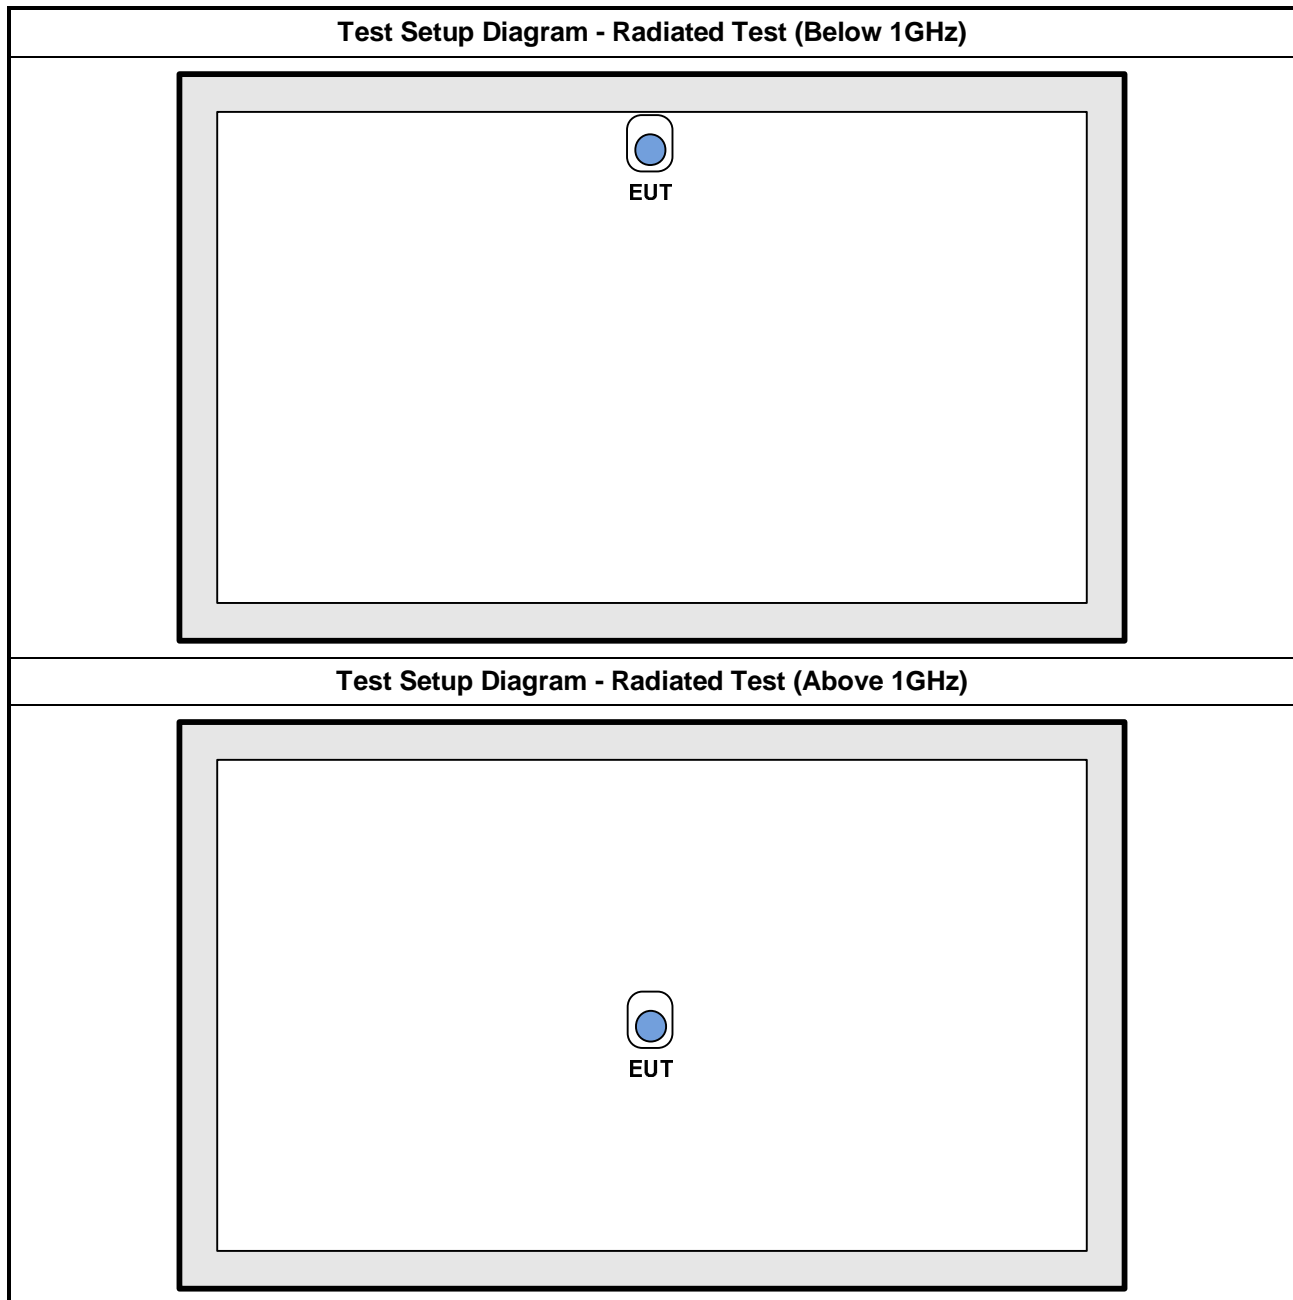 Test Setup Diagram - Radiated Test (Below 1GHz)
EUT
Test Setup Diagram - Radiated Test (Above 1GHz)
EUT